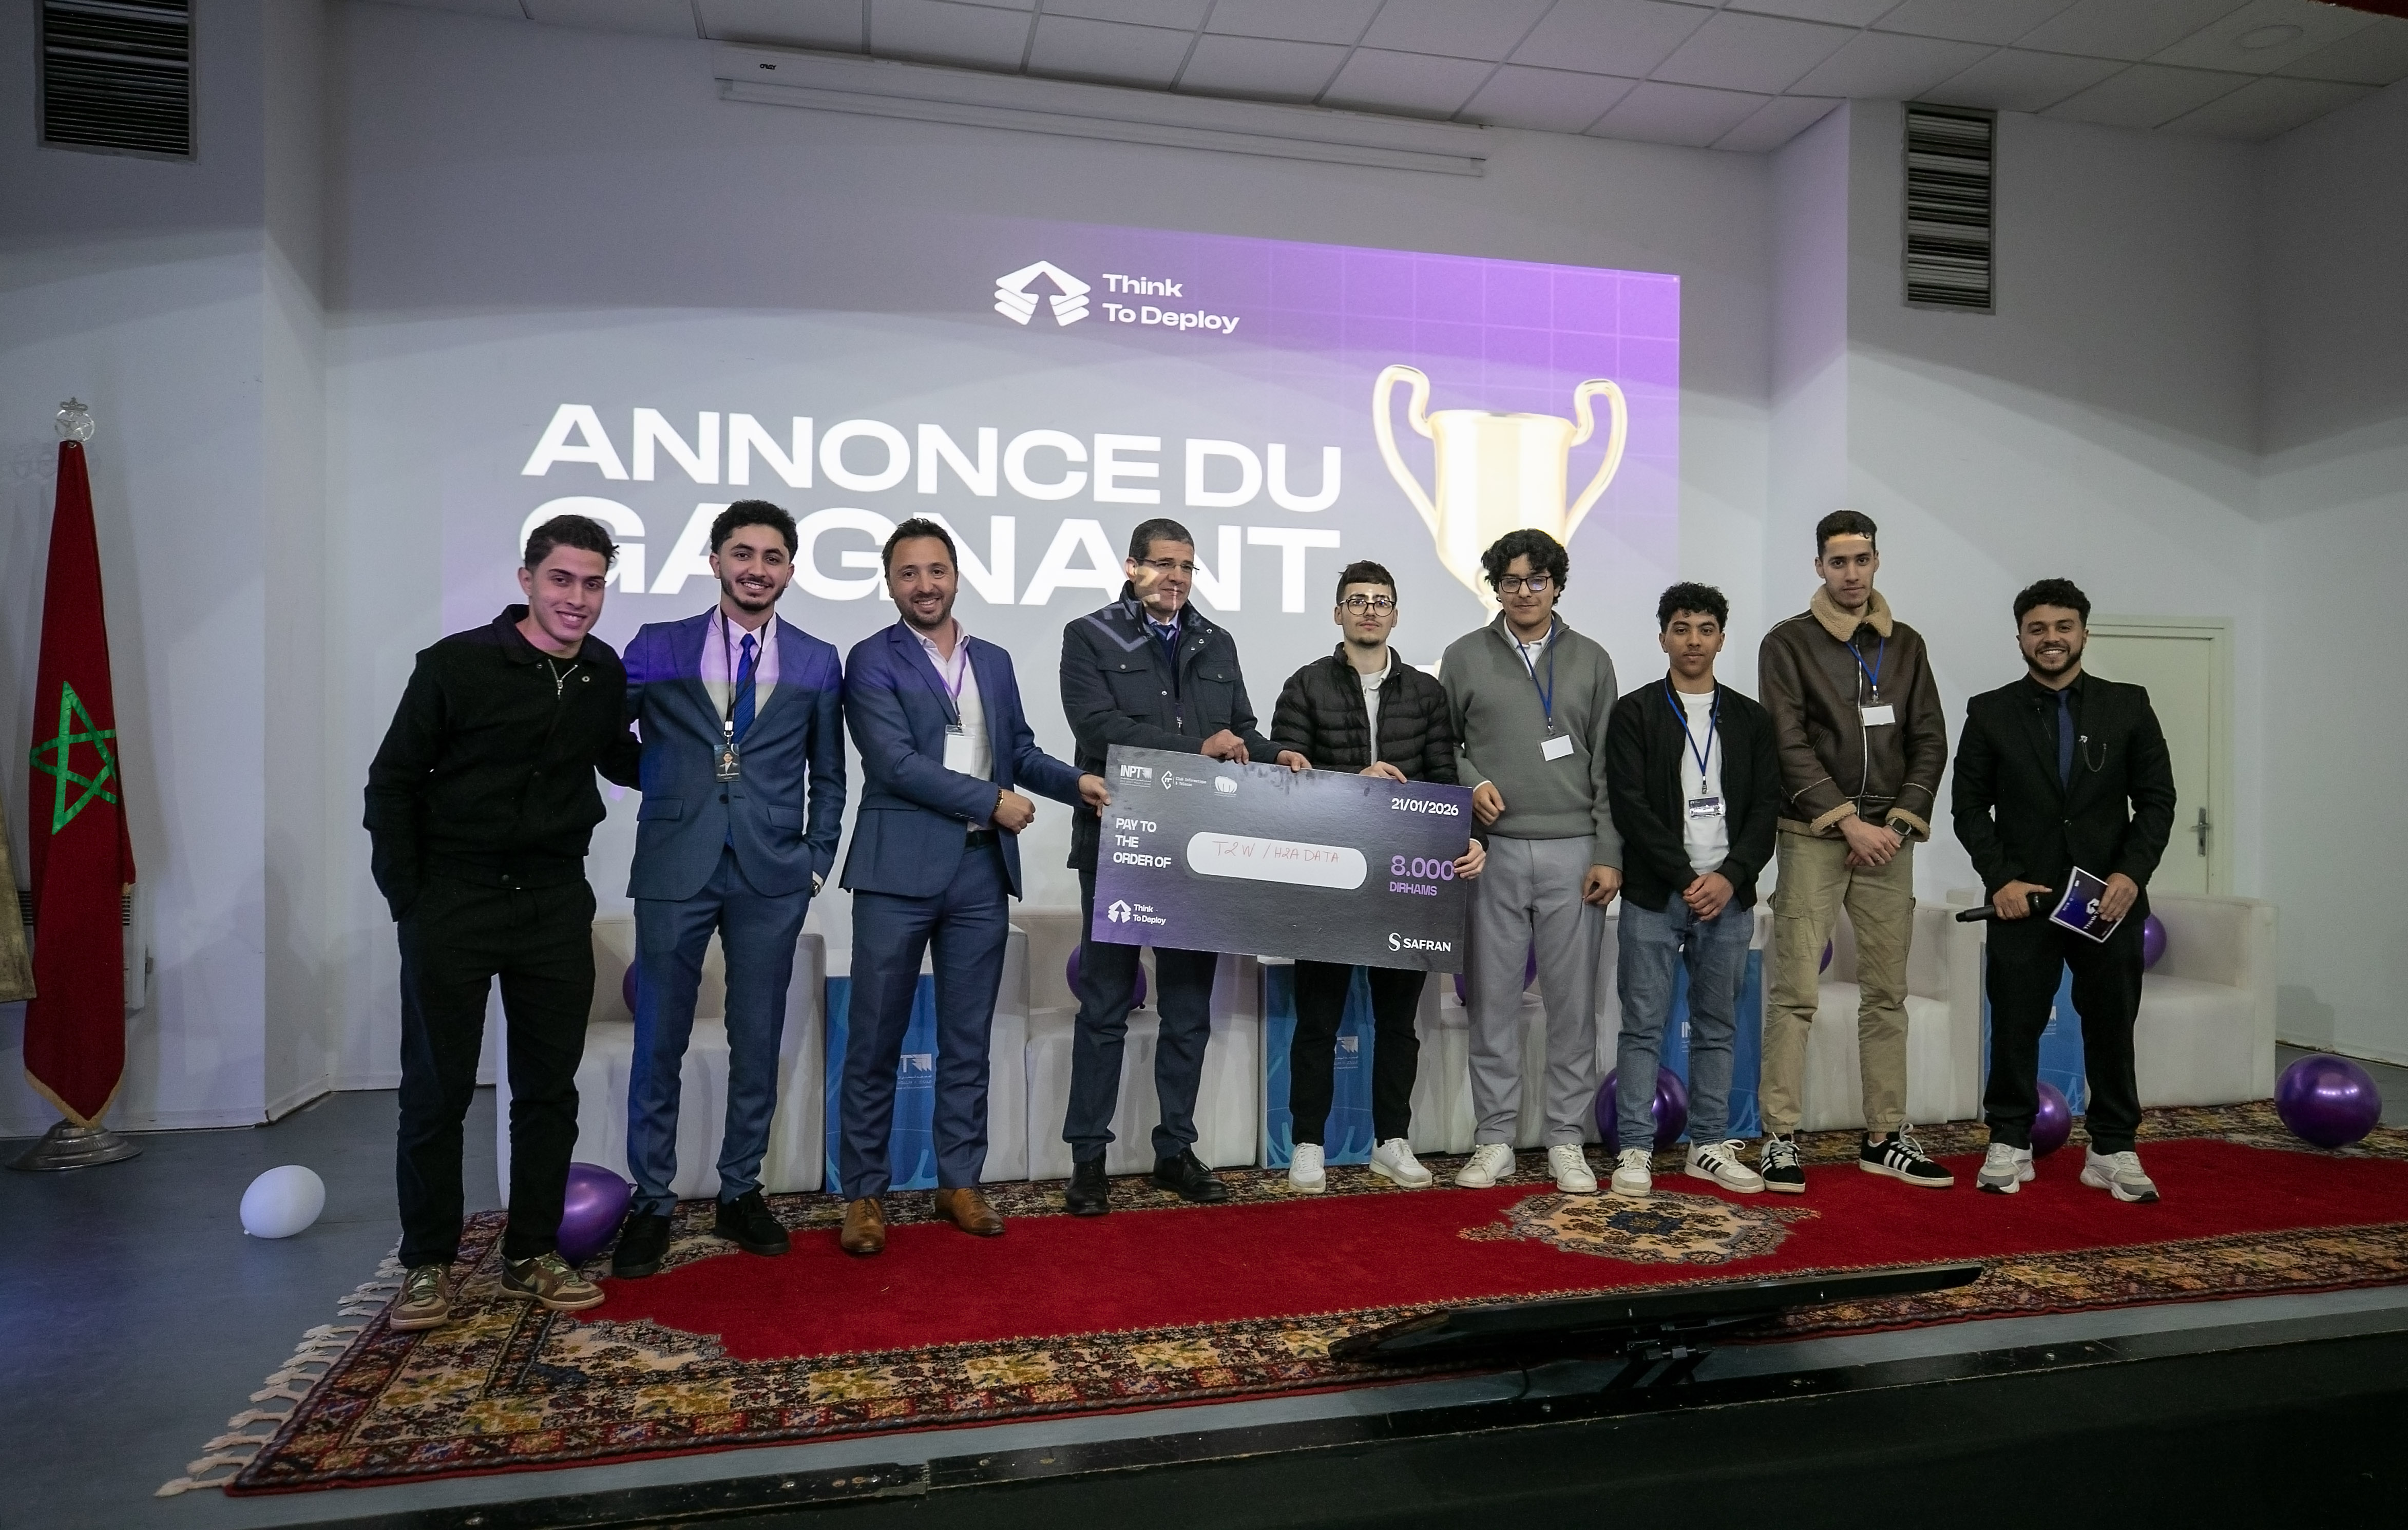 Think
To Deploy
ANNONCE DU
GAGNANT
INPT
21/01/2026
PAY TO
THE
ORDER OF
T2W / H2A DATA
8.000
DIRHAMS
Think
To Deploy
SAFRAN